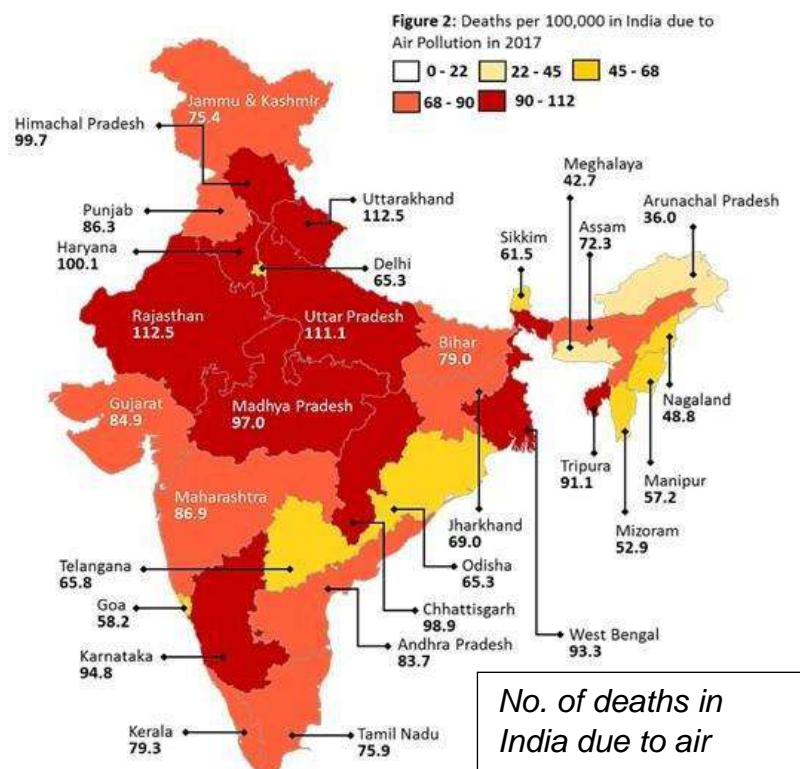 Figure 2: Deaths per 100,000 in India due to
Air Pollution in 2017
0 - 22
22 - 45
45 - 68
68 - 90
90 - 112
Jammu & Kashmir
75.4
Himachal Pradesh
99.7
Meghalaya
42.7
Uttarakhand
112.5
Arunachal Pradesh
36.0
Punjab
86.3
Sikkim
61.5
Assam
72.3
Haryana
100.1
Delhi
65.3
Rajasthan
112.5
Uttar Pradesh
111.1
Bihar
79.0
Gujarat
84.9
Madhya Pradesh
97.0
Nagaland
48.8
Tripura
91.1
Manipur
57.2
Maharashtra
86.9
Mizoram
52.9
Jharkhand
69.0
Telangana
65.8
Odisha
65.3
Goa
58.2
Chhattisgarh
98.9
West Bengal
93.3
Andhra Pradesh
83.7
Karnataka
94.8
Kerala
79.3
Tamil Nadu
75.9
No. of deaths in
India due to air